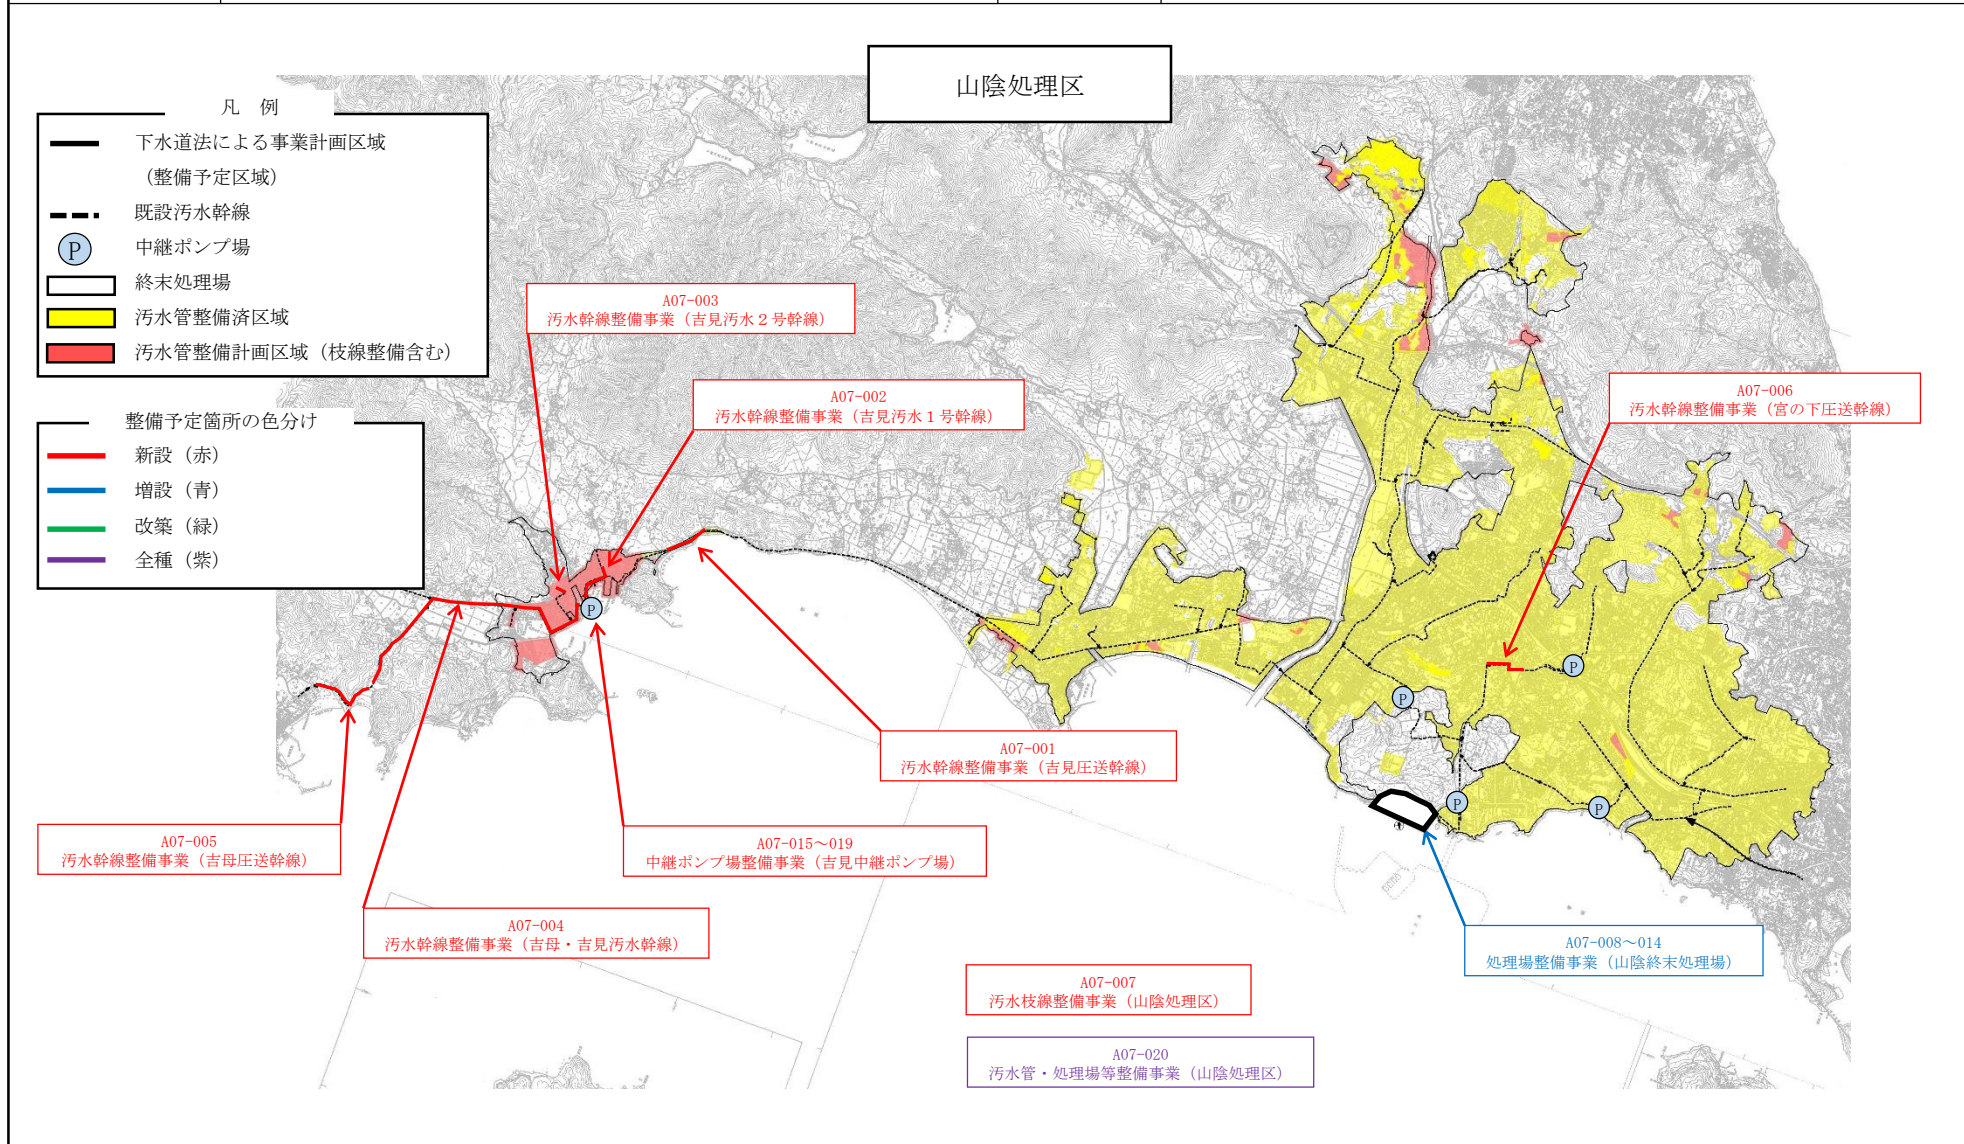 山陰処理区
凡 例
下水道法による事業計画区域
（整備予定区域）
既設汚水幹線
P
中継ポンプ場
終末処理場
汚水管整備済区域
汚水管整備計画区域（枝線整備含む）
整備予定箇所の色分け
新設（赤）
増設（青）
改築（緑）
全種（紫）
A07-003
汚水幹線整備事業（吉見汚水２号幹線）
A07-002
汚水幹線整備事業（吉見汚水１号幹線）
A07-006
汚水幹線整備事業（宮の下圧送幹線）
P
P
P
P
P
A07-001
汚水幹線整備事業（吉見圧送幹線）
A07-005
汚水幹線整備事業（吉母圧送幹線）
A07-015～019
中継ポンプ場整備事業（吉見中継ポンプ場）
A07-004
汚水幹線整備事業（吉母・吉見汚水幹線）
A07-008～014
処理場整備事業（山陰終末処理場）
A07-007
汚水枝線整備事業（山陰処理区）
A07-020
汚水管・処理場等整備事業（山陰処理区）